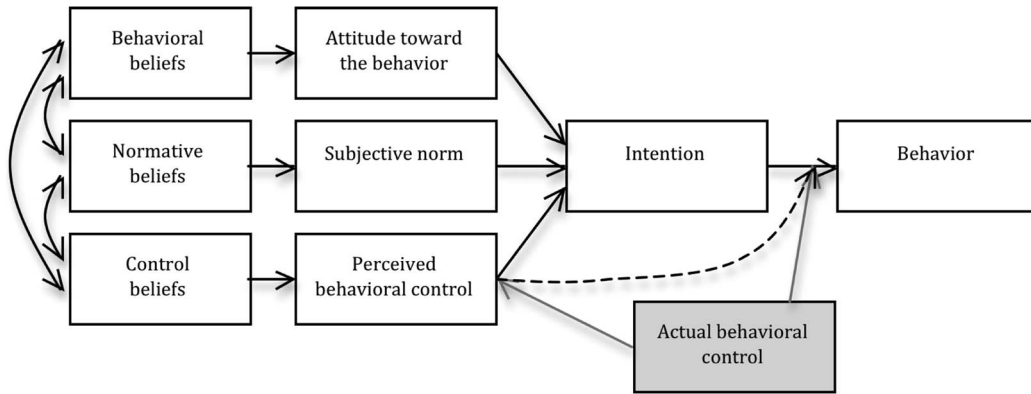 Behavioral
beliefs
Attitude toward
the behavior
Normative
beliefs
Subjective norm
Intention
Behavior
Control
beliefs
Perceived
behavioral control
Actual behavioral
control